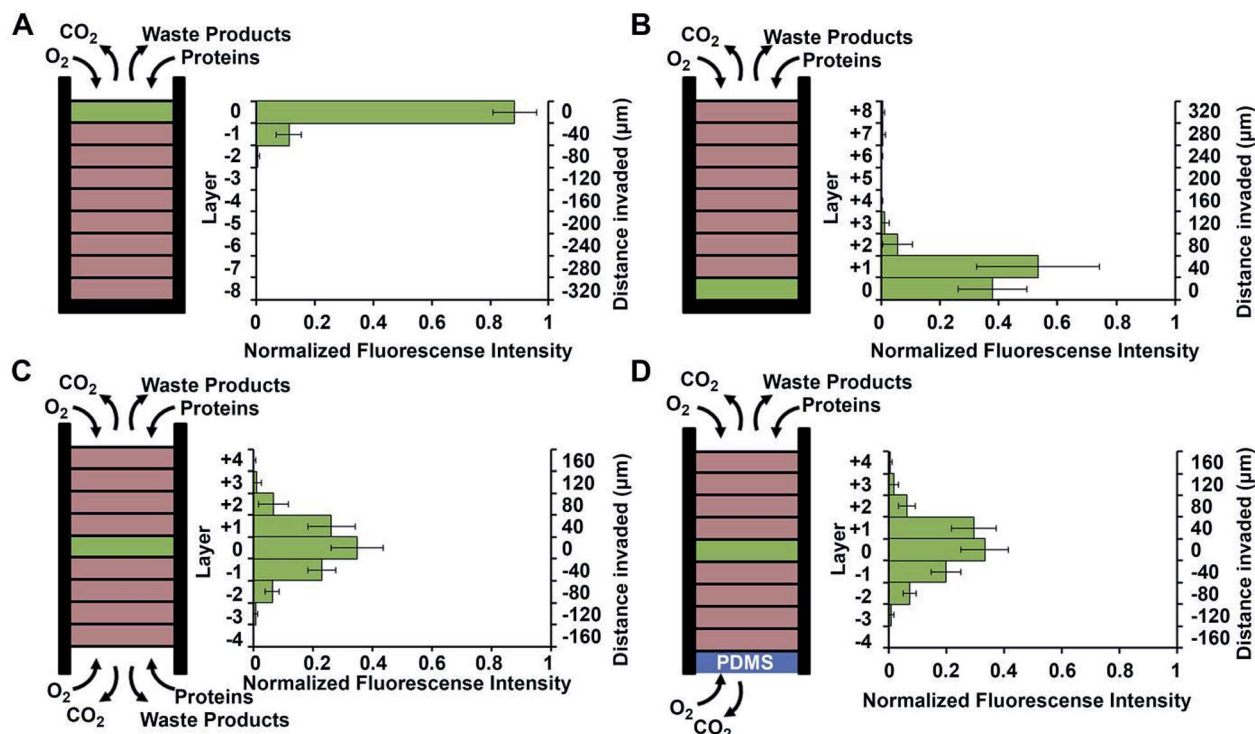 A
CO2
Waste Products
O2
Proteins
Layer
0
-1
-2
-3
-4
-5
-6
-7
-8
0
-40
-80
-120
-160
-200
-240
-280
-320
Distance invaded (μm)
0 0.2 0.4 0.6 0.8 1
Normalized Fluorescense Intensity
B
CO2
Waste Products
O2
Proteins
Layer
+8
+7
+6
+5
+4
+3
+2
+1
0
320
280
240
200
160
120
80
40
0
Distance invaded (μm)
0 0.2 0.4 0.6 0.8 1
Normalized Fluorescense Intensity
C
CO2
Waste Products
O2
Proteins
Layer
+4
+3
+2
+1
0
-1
-2
-3
-4
160
120
80
40
0
-40
-80
-120
-160
Distance invaded (μm)
0 0.2 0.4 0.6 0.8 1
Normalized Fluorescense Intensity
O2
Proteins
CO2
Waste Products
D
CO2
Waste Products
O2
Proteins
PDMS
Layer
+4
+3
+2
+1
0
-1
-2
-3
-4
160
120
80
40
0
-40
-80
-120
-160
Distance invaded (μm)
0 0.2 0.4 0.6 0.8 1
Normalized Fluorescense Intensity
O2
CO2